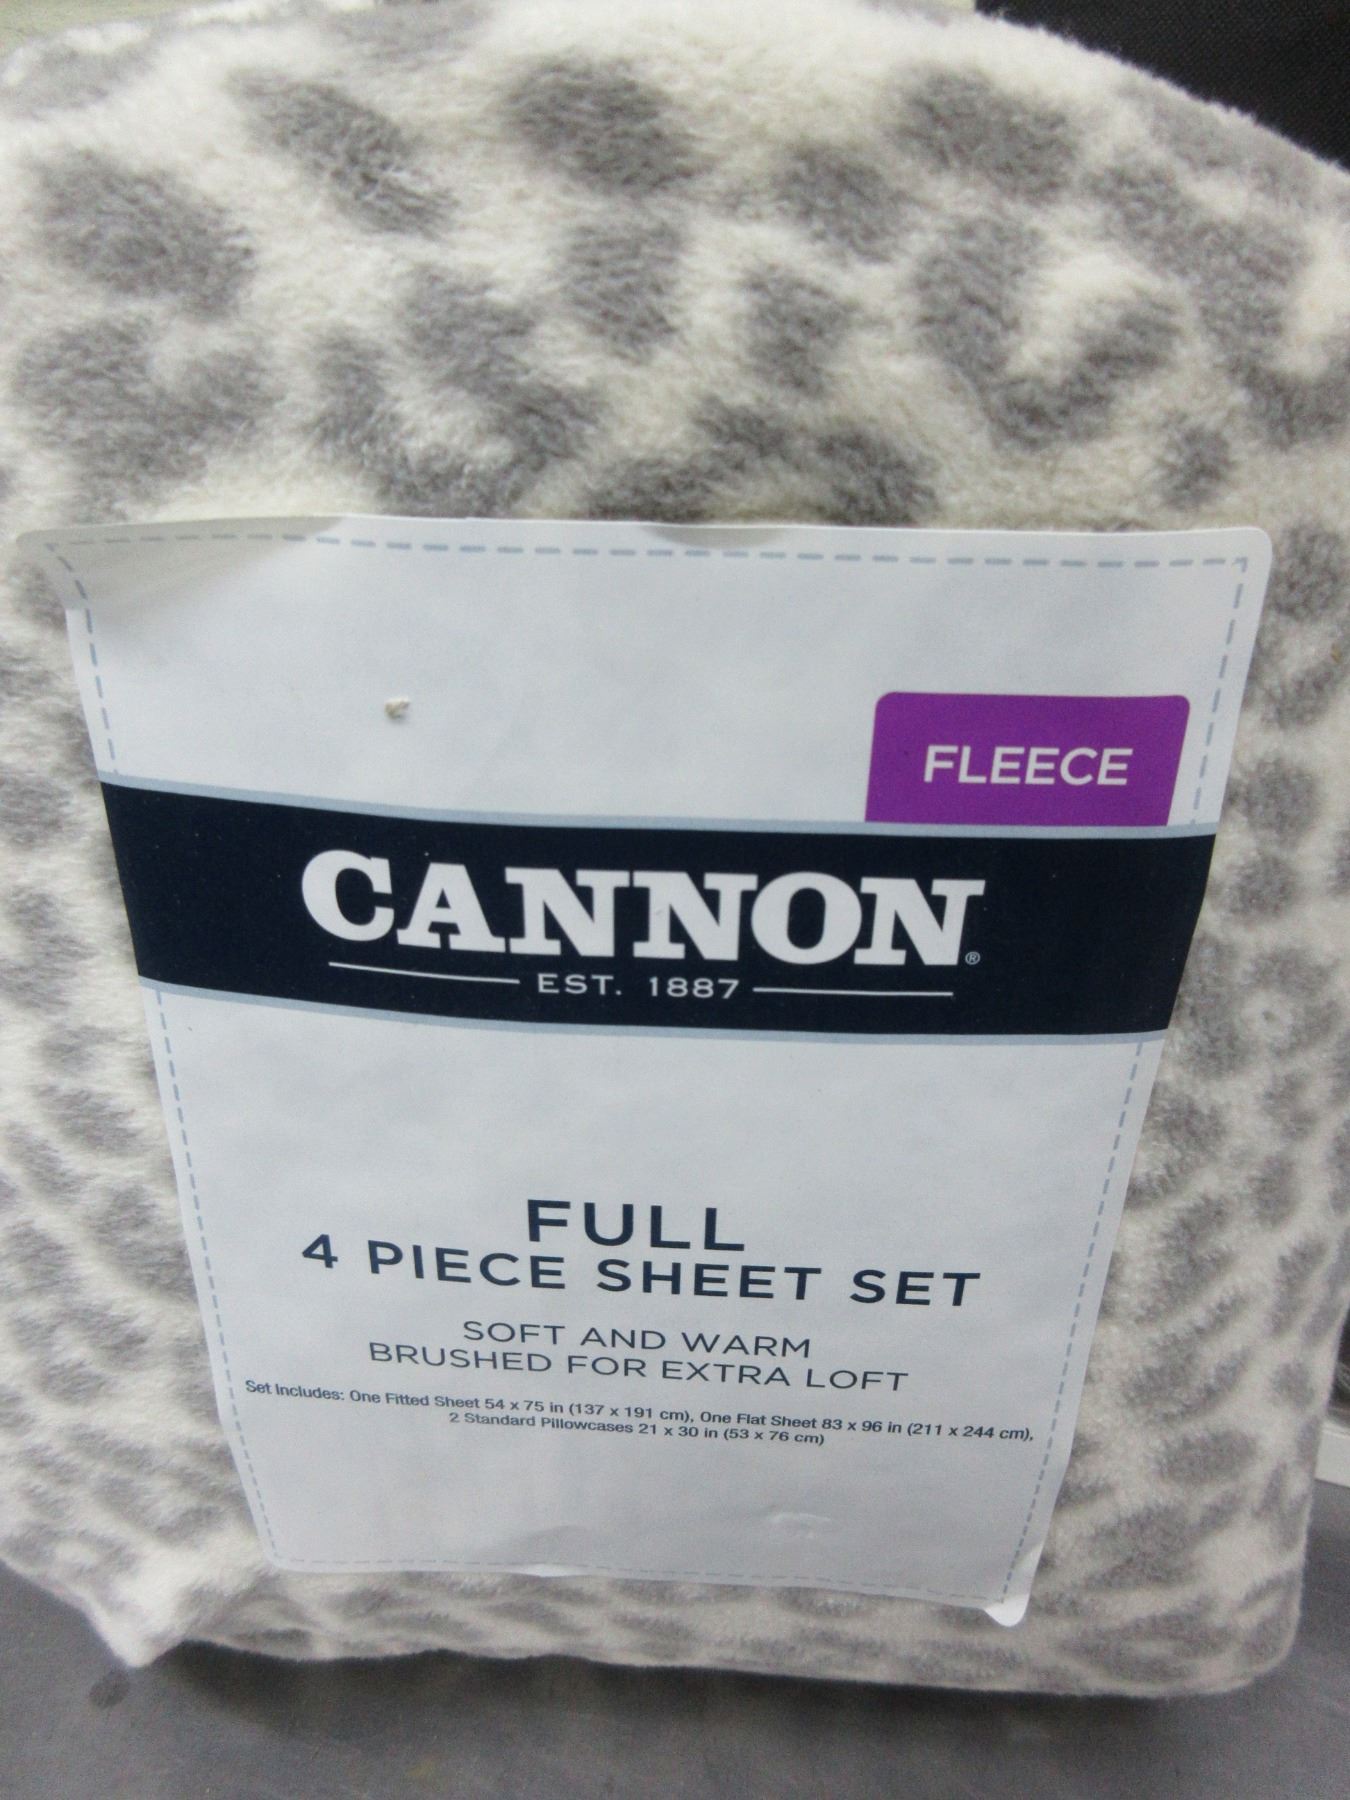 FLEECE
CANNON®
EST. 1887
FULL
4 PIECE SHEET SET
SOFT AND WARM
BRUSHED FOR EXTRA LOFT
Set Includes: One Fitted Sheet 54 x 75 in (137 x 191 cm), One Flat Sheet 83 x 96 in (211 x 244 cm),
2 Standard Pillowcases 21 x 30 in (53 x 76 cm)